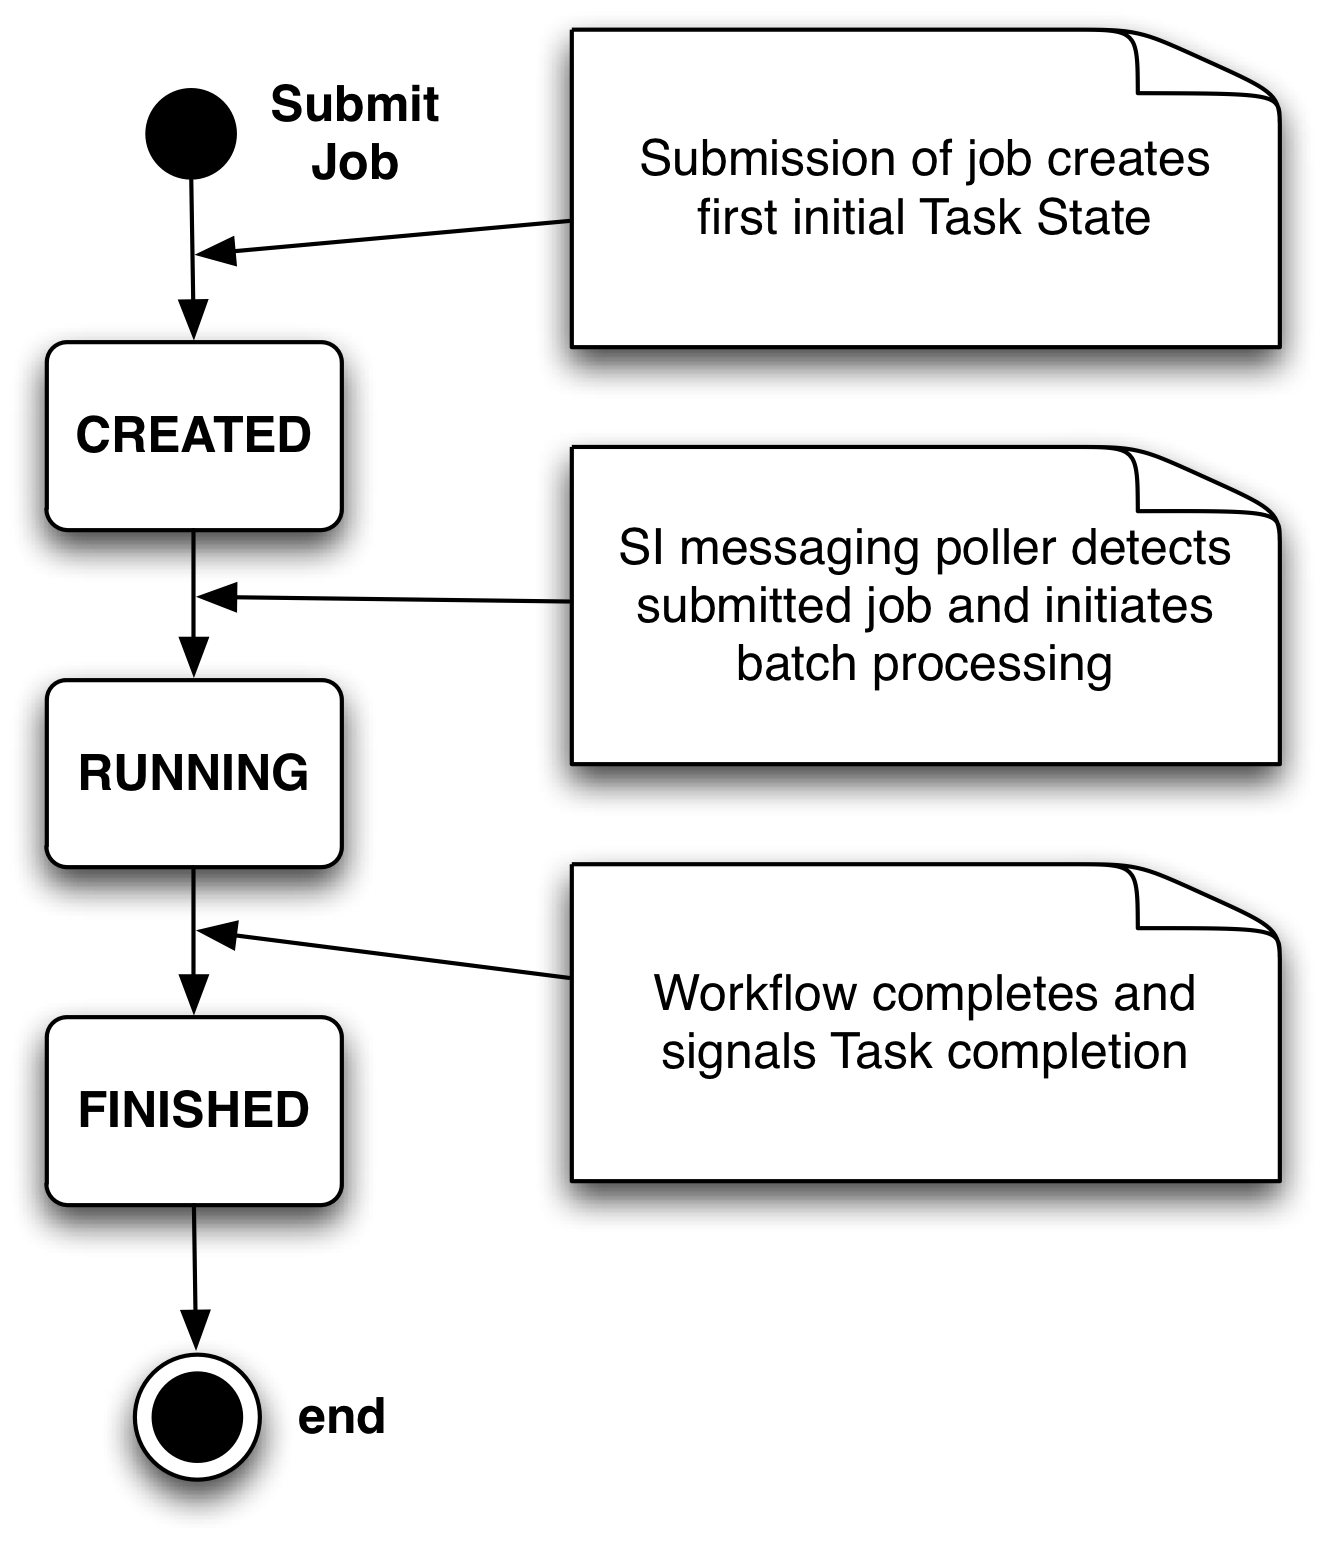 Submit
Job
Submission of job creates
first initial Task State
CREATED
SI messaging poller detects
submitted job and initiates
batch processing
RUNNING
Workflow completes and
signals Task completion
FINISHED
end